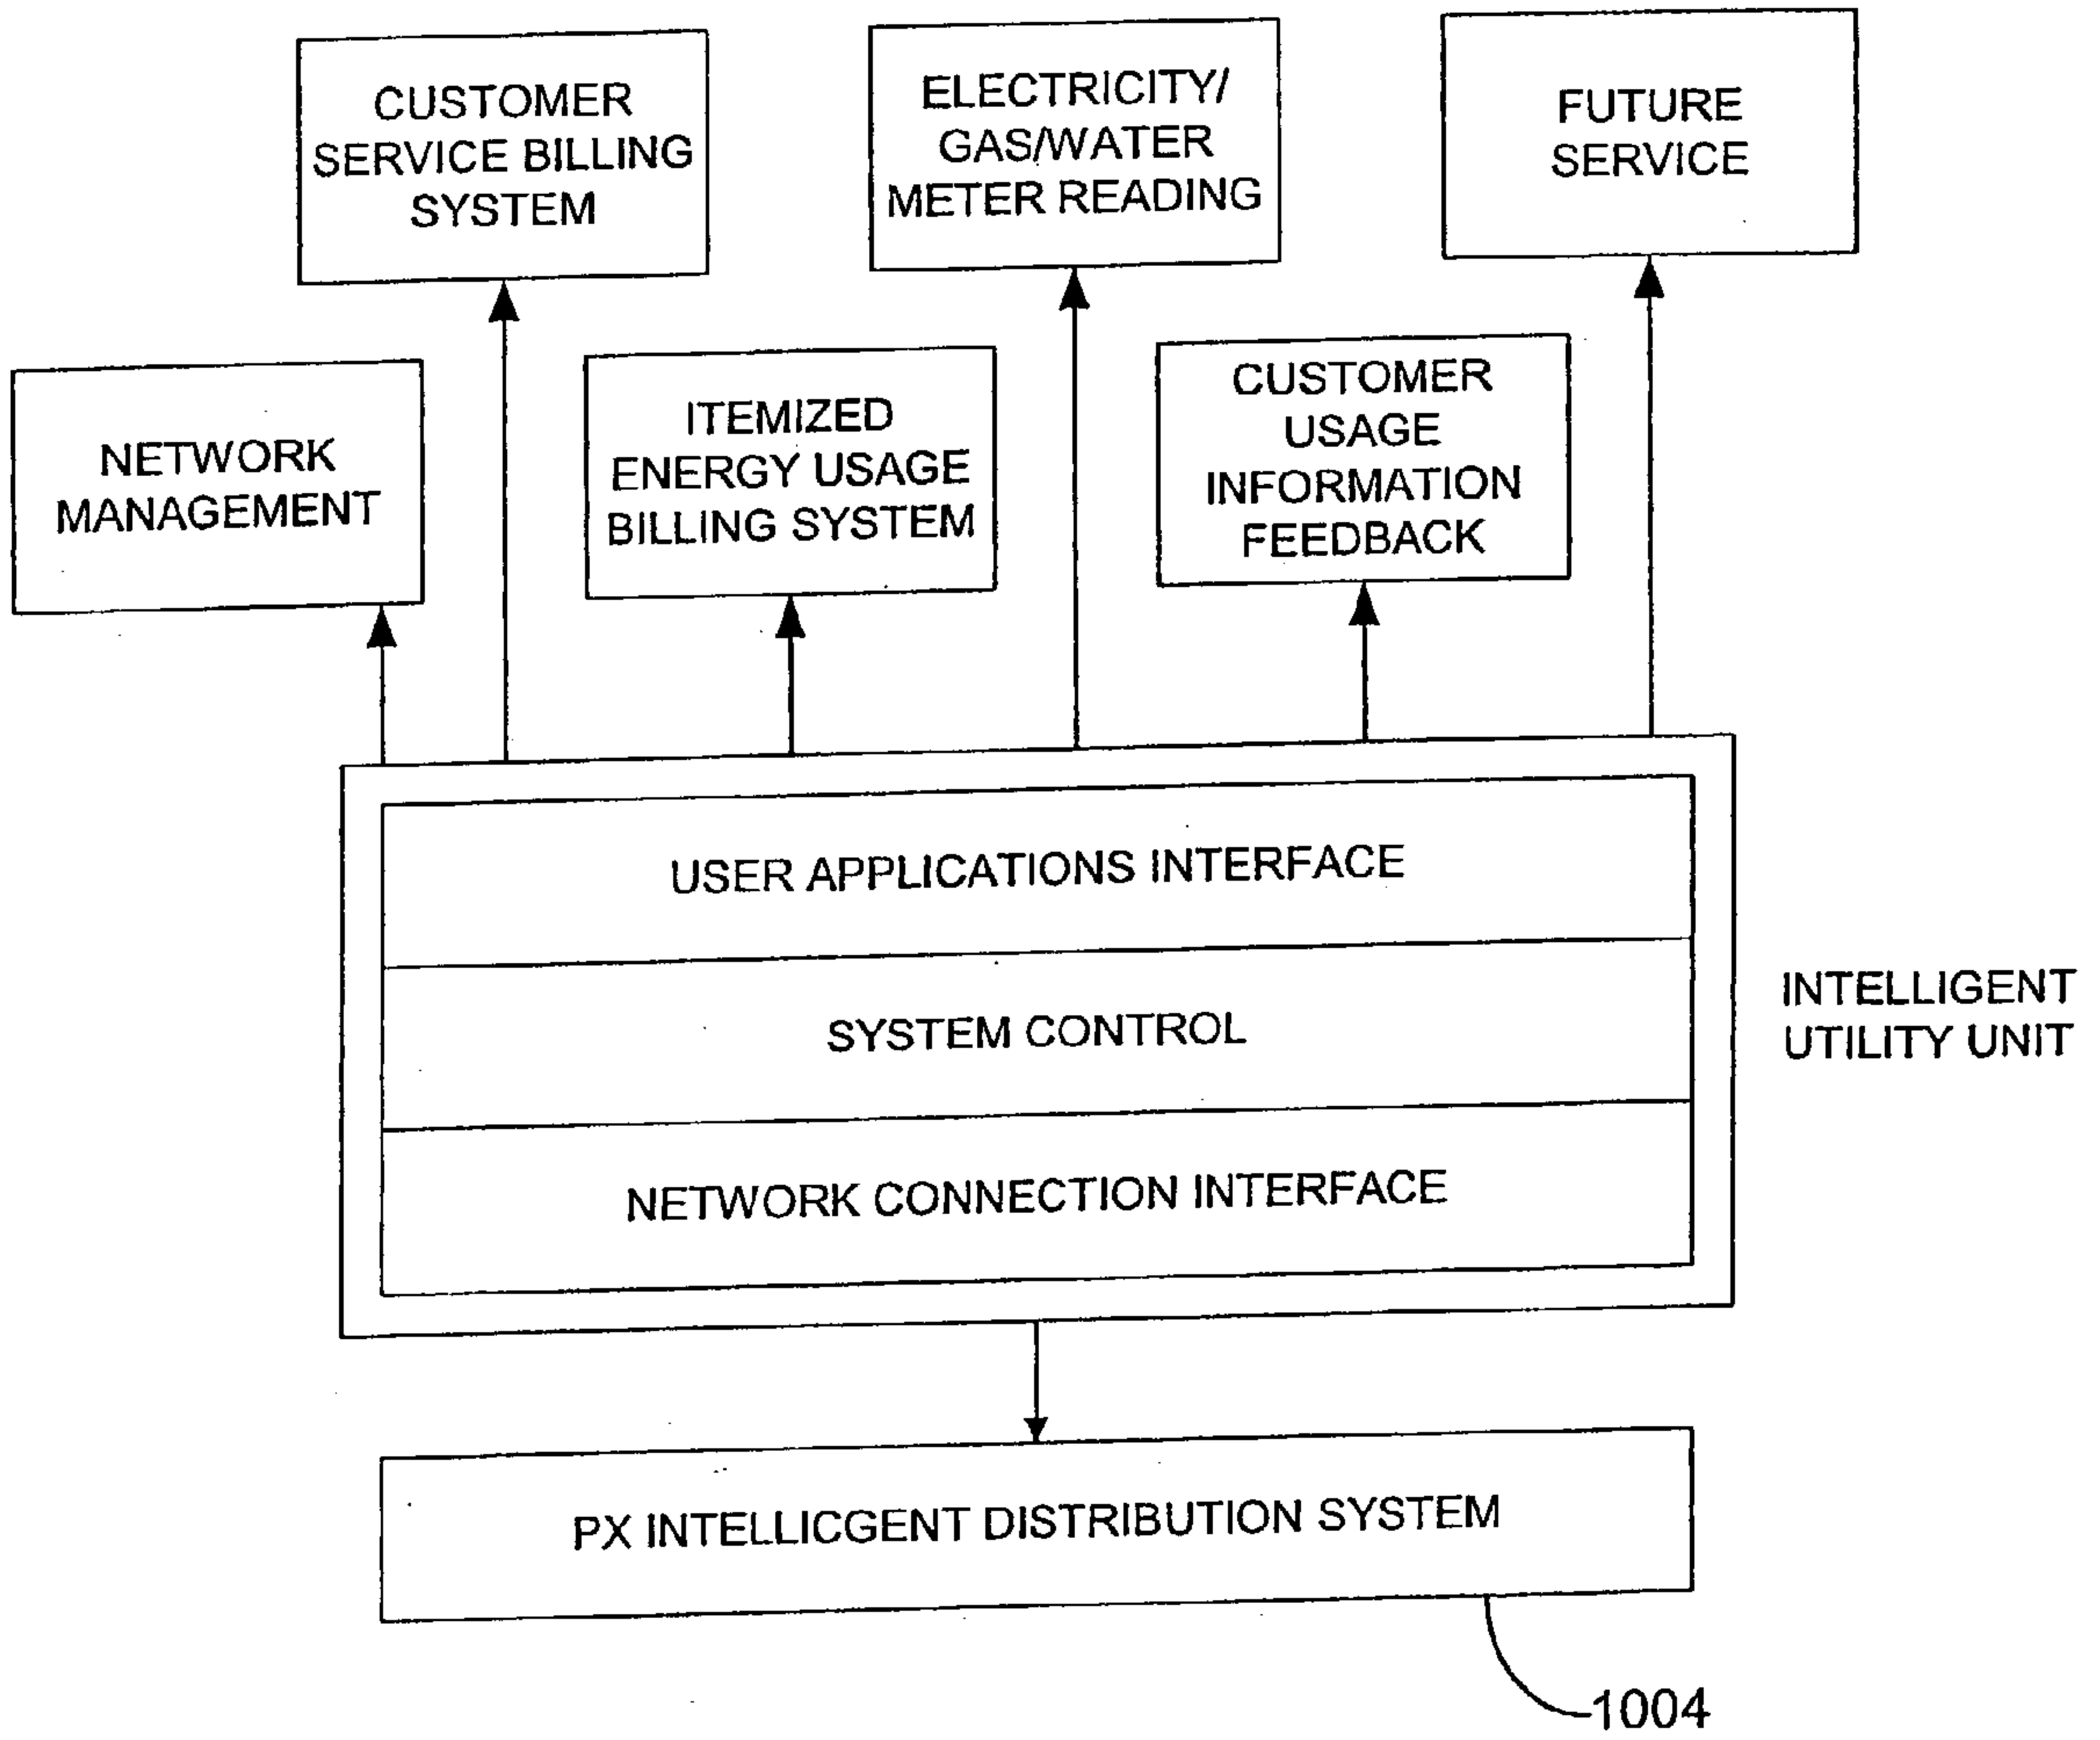 CUSTOMER
SERVICE BILLING
SYSTEM
ELECTRICITY/
GAS/WATER
METER READING
FUTURE
SERVICE
NETWORK
MANAGEMENT
ITEMIZED
ENERGY USAGE
BILLING SYSTEM
CUSTOMER
USAGE
INFORMATION
FEEDBACK
USER APPLICATIONS INTERFACE
SYSTEM CONTROL
NETWORK CONNECTION INTERFACE
INTELLIGENT
UTILITY UNIT
PX INTELLICGENT DISTRIBUTION SYSTEM
1004